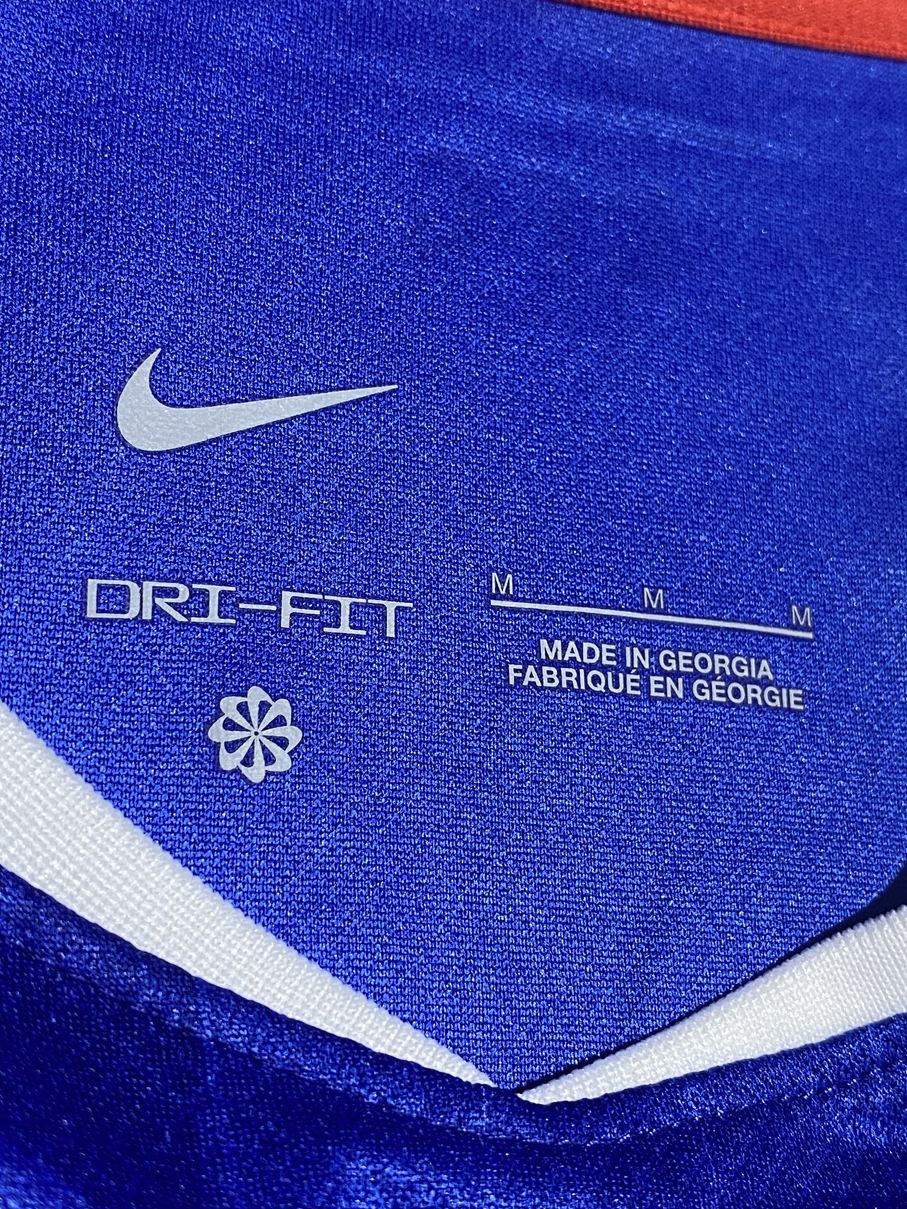 DRI-FIT
M M M
MADE IN GEORGIA
FABRIQUÉ EN GÉORGIE